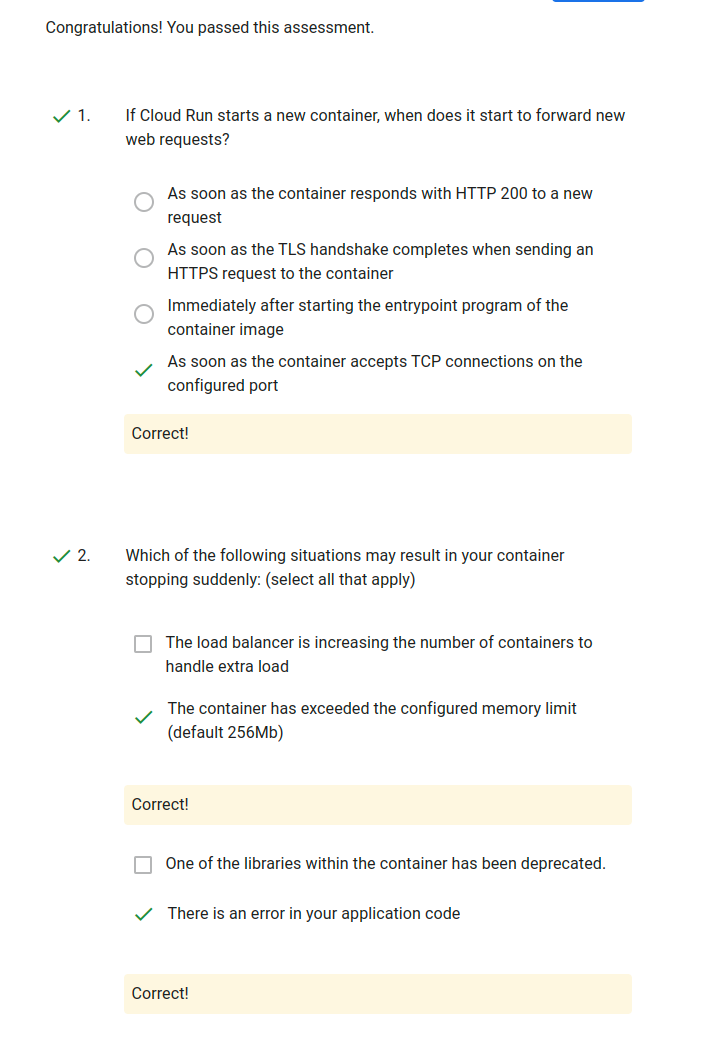 Congratulations! You passed this assessment.
1. If Cloud Run starts a new container, when does it start to forward new
web requests?
As soon as the container responds with HTTP 200 to a new
request
As soon as the TLS handshake completes when sending an
HTTPS request to the container
Immediately after starting the entrypoint program of the
container image
As soon as the container accepts TCP connections on the
configured port
Correct!
2. Which of the following situations may result in your container
stopping suddenly: (select all that apply)
The load balancer is increasing the number of containers to
handle extra load
The container has exceeded the configured memory limit
(default 256Mb)
Correct!
One of the libraries within the container has been deprecated.
There is an error in your application code
Correct!